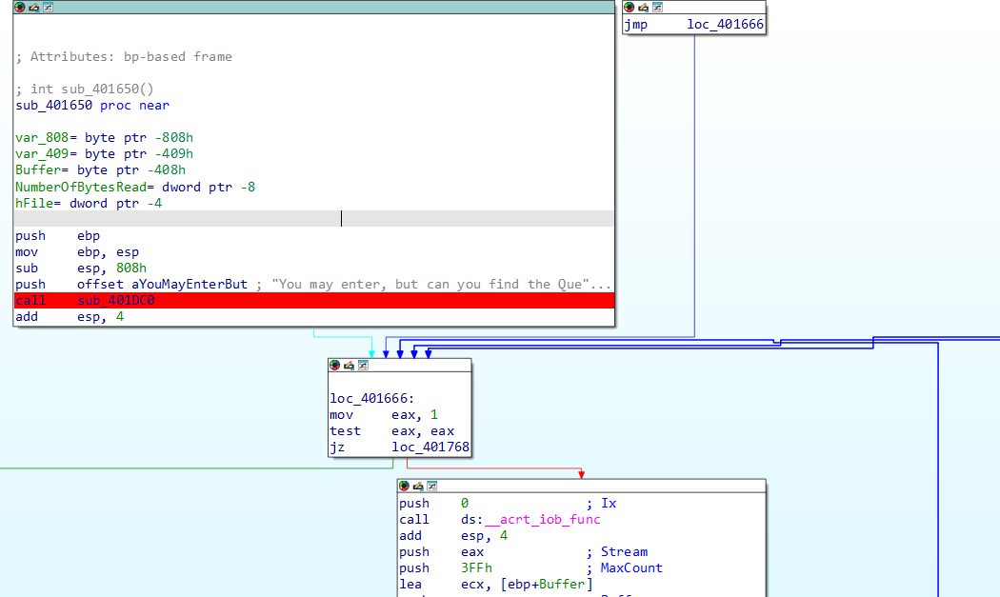 ; Attributes: bp-based frame
; int sub_401650()
sub_401650 proc near
var_808= byte ptr -808h
var_409= byte ptr -409h
Buffer= byte ptr -408h
NumberOfBytesRead= dword ptr -8
hFile= dword ptr -4
push ebp
mov ebp, esp
sub esp, 808h
push offset aYouMayEnterBut ; "You may enter, but can you find the Que"...
call sub_401DC0
add esp, 4
jmp loc_401666
loc_401666:
mov eax, 1
test eax, eax
jz loc_401768
push 0 ; Ix
call ds:__acrt_iob_func
add esp, 4
push eax ; Stream
push 3FFh ; MaxCount
lea ecx, [ebp+Buffer]